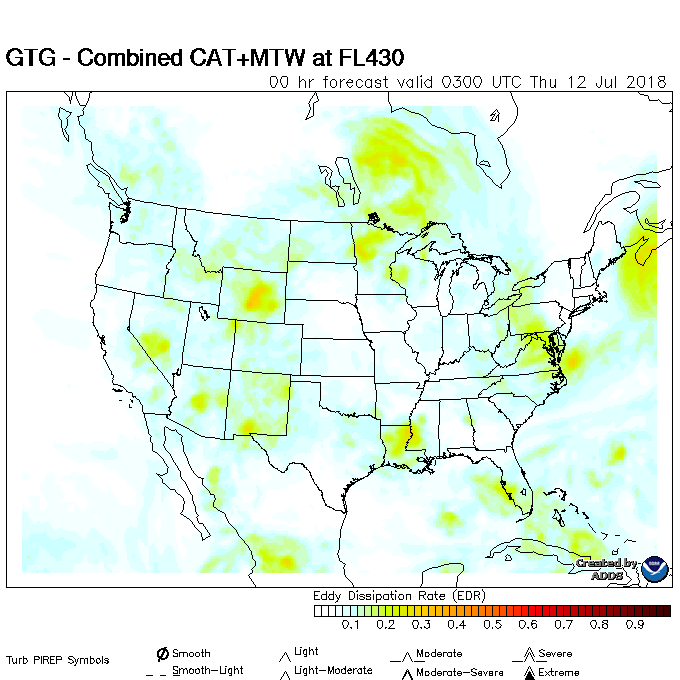 GTG - Combined CAT+MTW at FL430
00 hr forecast valid 0300 UTC Thu 12 Jul 2018
Created by
ADDS
Eddy Dissipation Rate (EDR)
0.1 0.2 0.3 0.4 0.5 0.6 0.7 0.8 0.9
Turb PIREP Symbols
Smooth
Light
Moderate
Severe
Smooth-Light
Light-Moderate
Moderate-Severe
Extreme